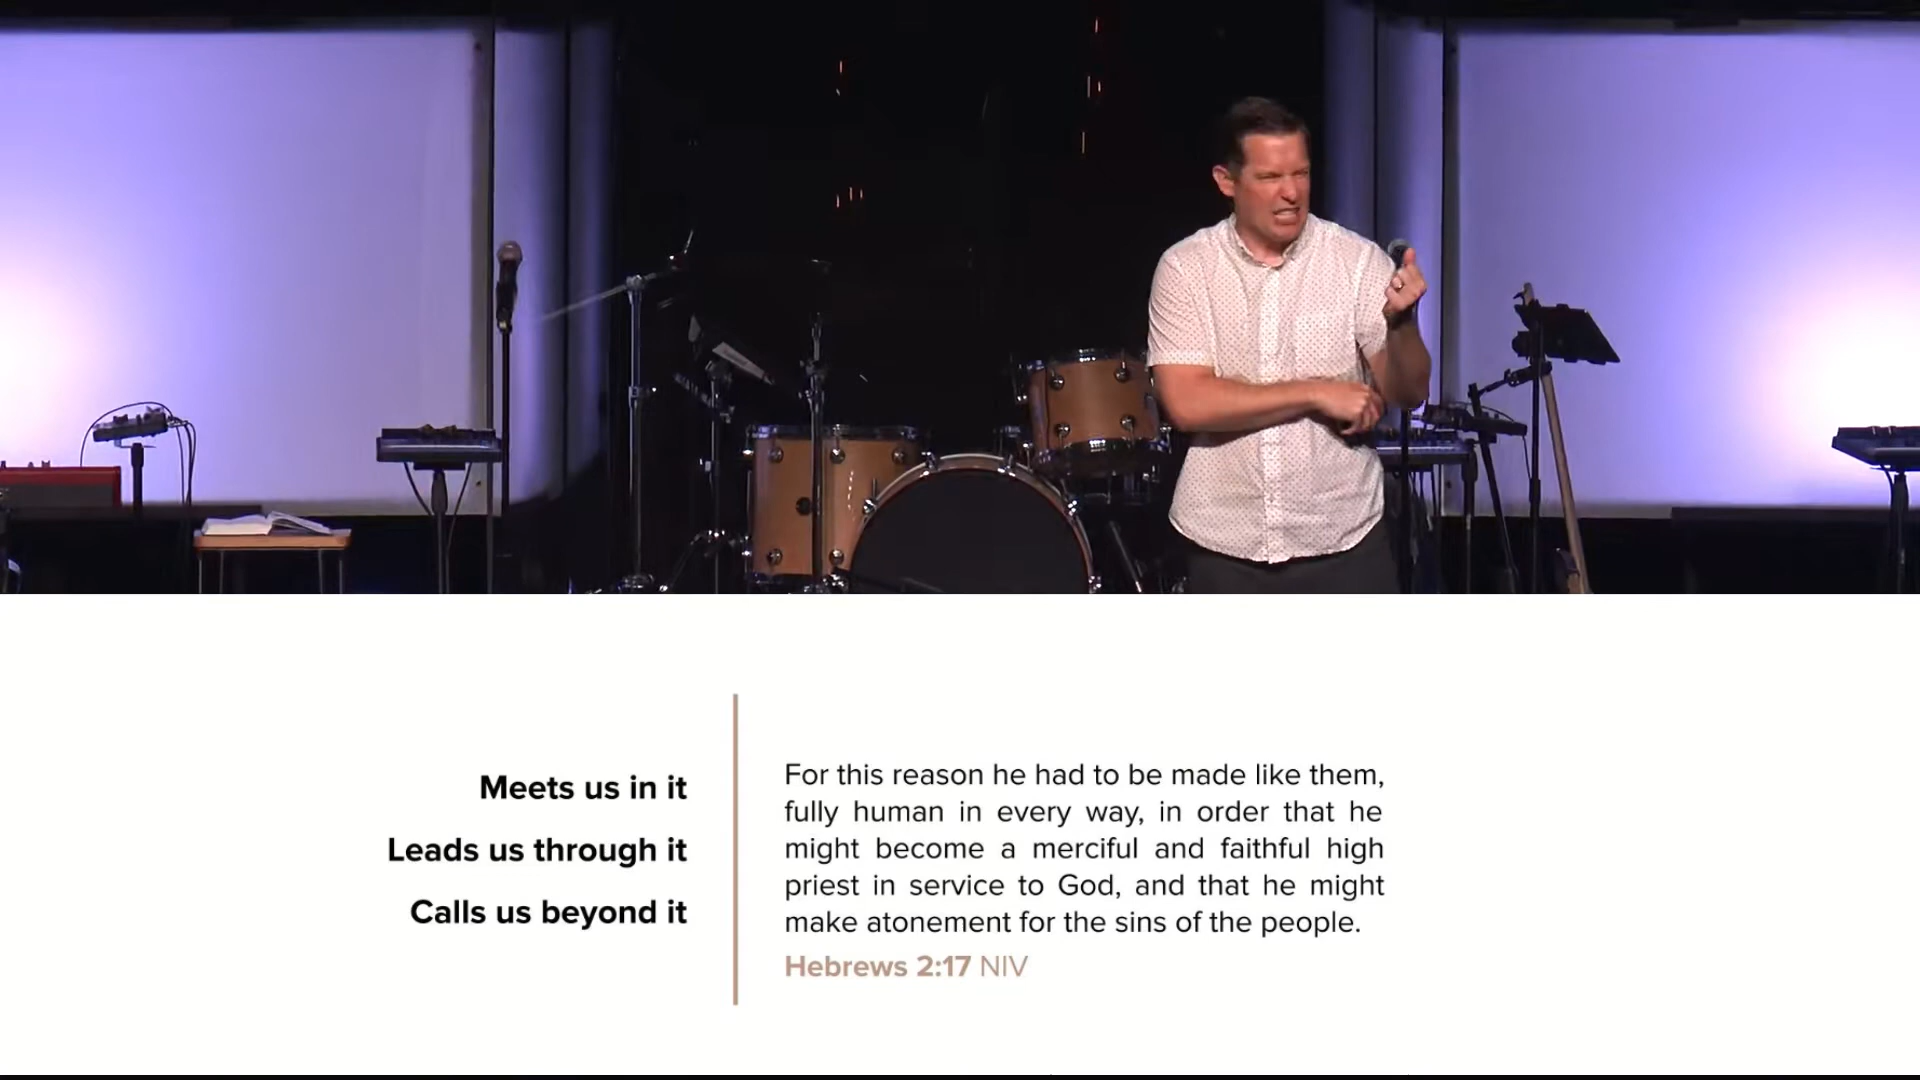 Meets us in it
Leads us through it
Calls us beyond it
For this reason he had to be made like them,
fully human in every way, in order that he
might become a merciful and faithful high
priest in service to God, and that he might
make atonement for the sins of the people.
Hebrews 2:17 NIV